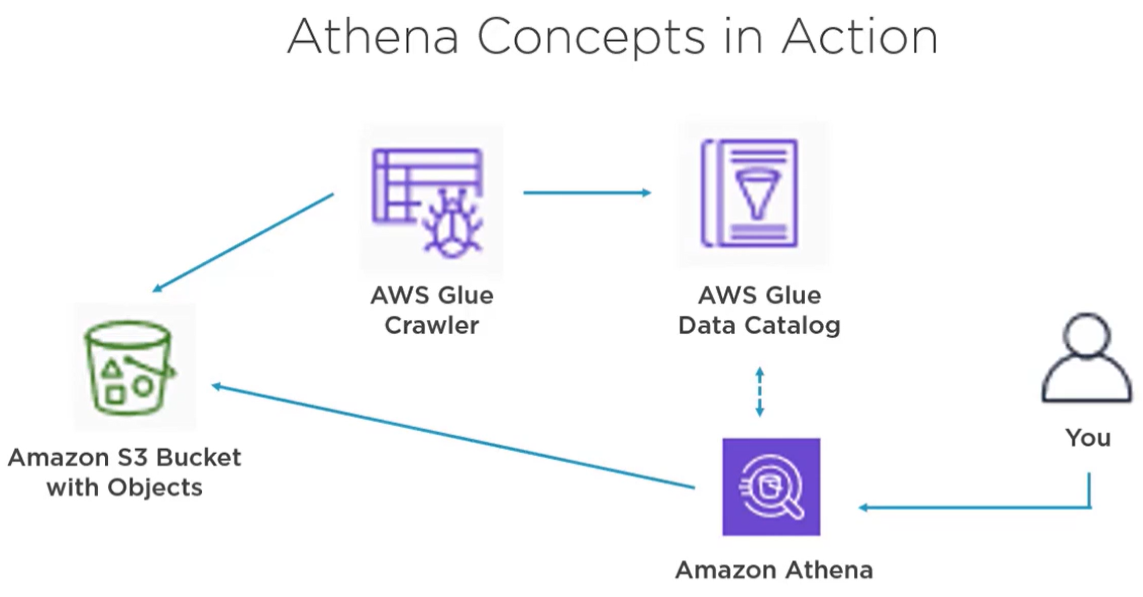 Athena Concepts in Action
AWS Glue
Crawler
AWS Glue
Data Catalog
You
Amazon S3 Bucket
with Objects
Amazon Athena